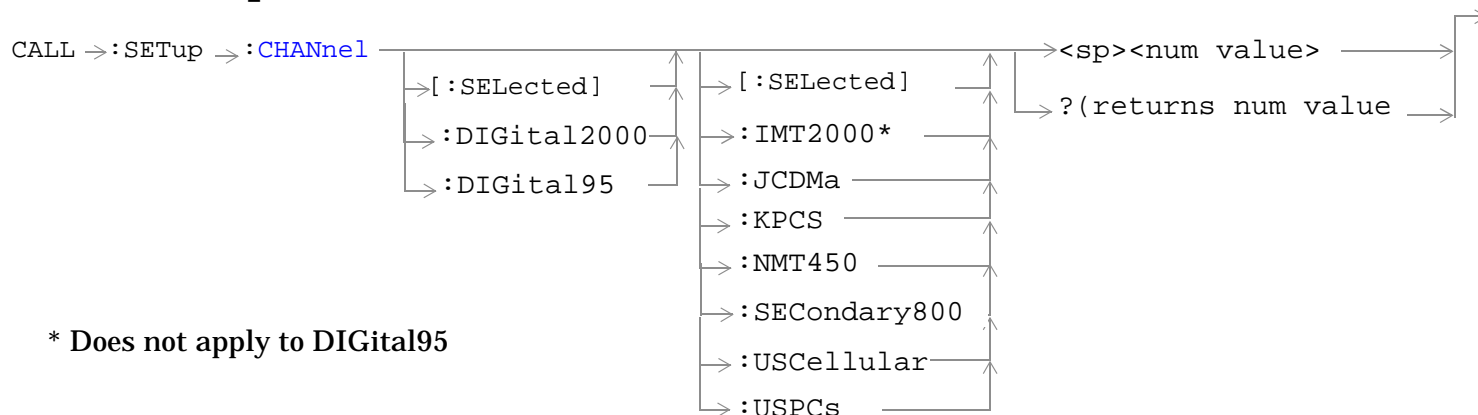 CALL :SETup :CHANnel
[:SELected]
:DIGital2000
:DIGital95
[:SELected]
:IMT2000*
:JCDMa
:KPCS
:NMT450
:SECondary800
:USCellular
:USPCs
<sp><num value>
?(returns num value
* Does not apply to DIGital95